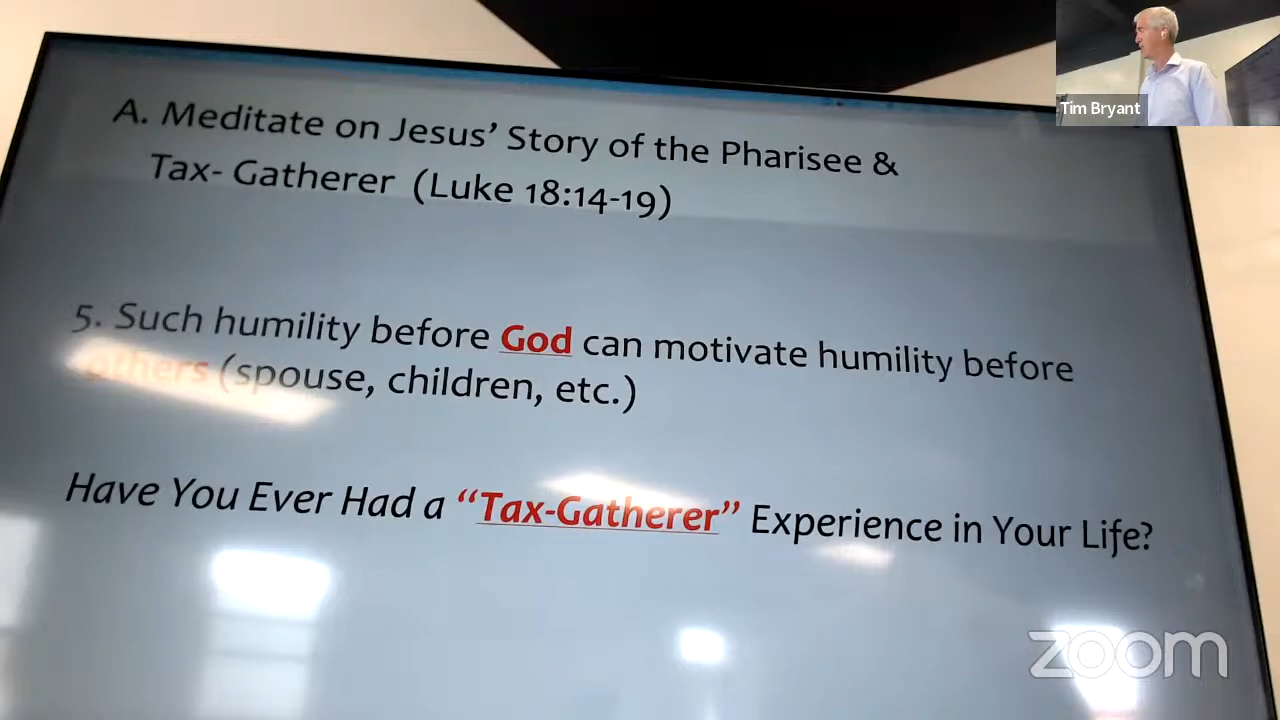 A. Meditate on Jesus' Story of the Pharisee &
Tax- Gatherer (Luke 18:14-19)
5. Such humility before God can motivate humility before
others (spouse, children, etc.)
Have You Ever Had a “Tax-Gatherer” Experience in Your Life?
Tim Bryant
zoom